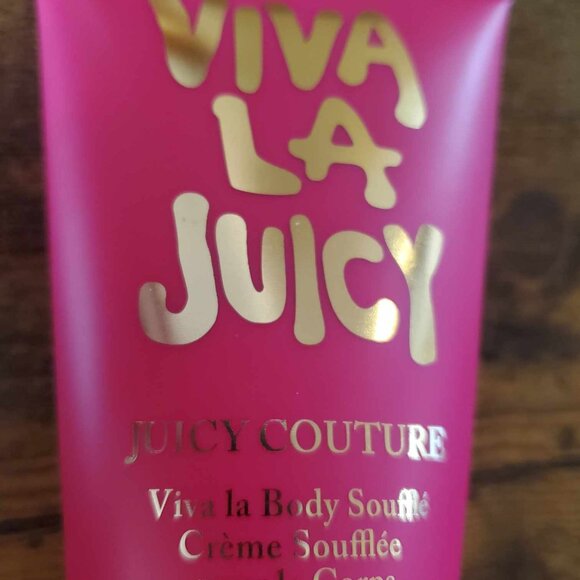 VIVA
LA
JUICY
JUICY COUTURE
Viva la Body Soufflé
Crème Soufflée